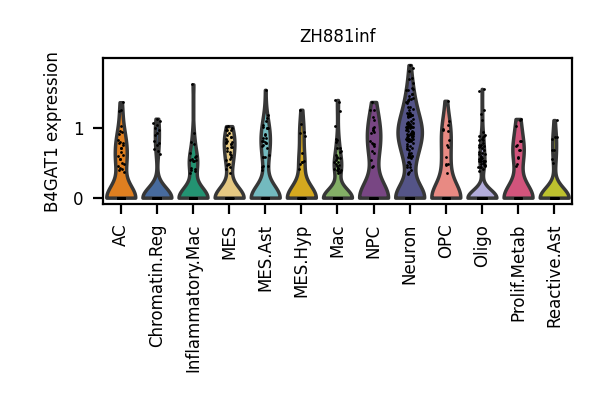 ZH881inf
B4GAT1 expression
1
0
AC
Chromatin.Reg
Inflammatory.Mac
MES
MES.Ast
MES.Hyp
Mac
NPC
Neuron
OPC
Oligo
Prolif.Metab
Reactive.Ast